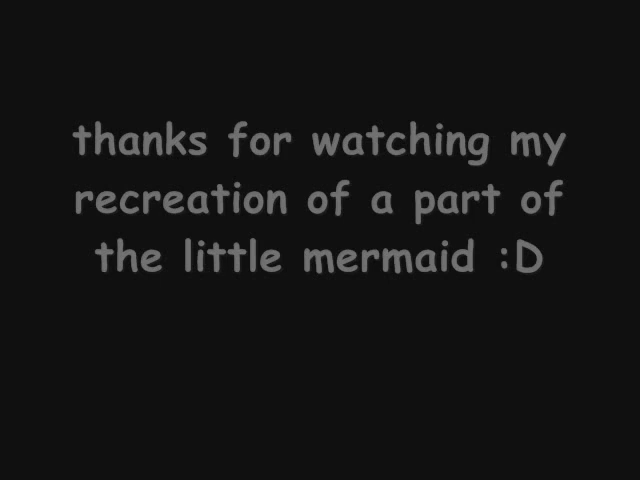 thanks for watching my
recreation of a part of
the little mermaid :D